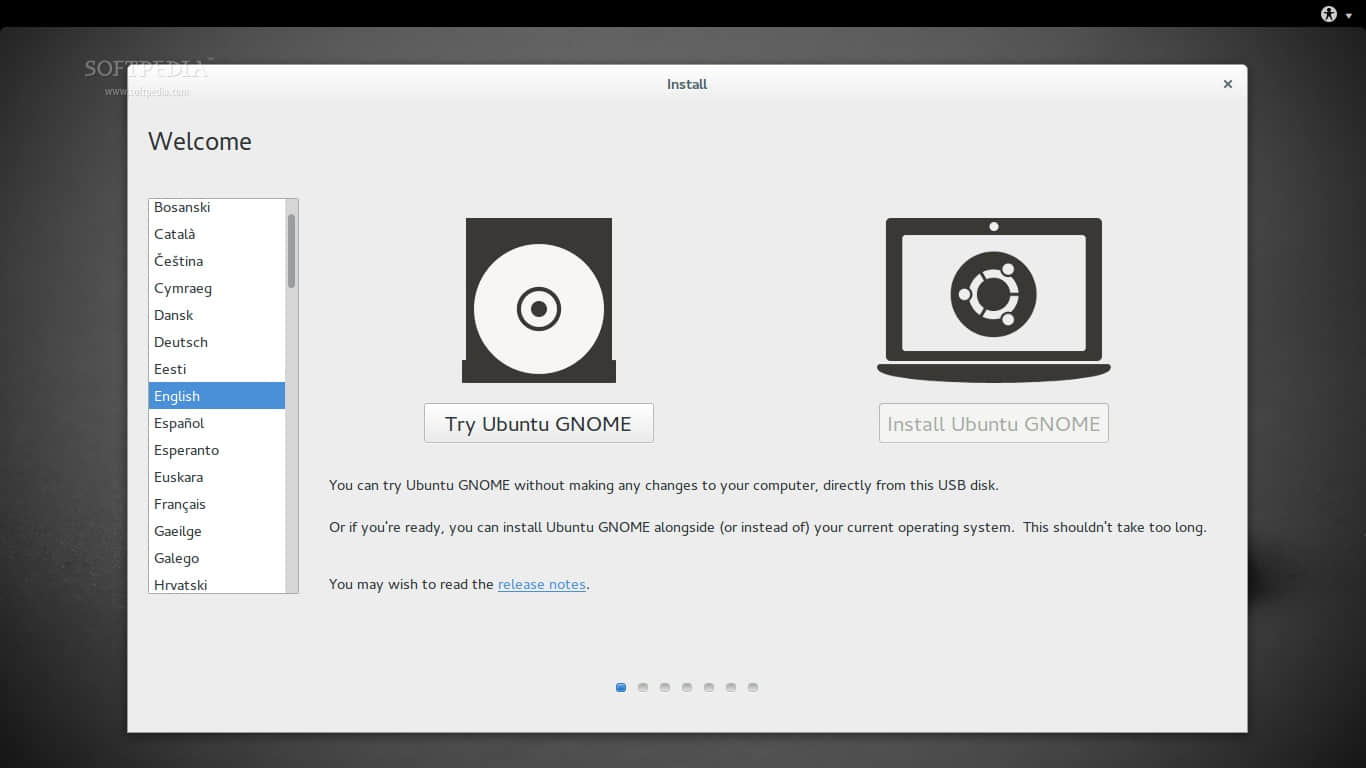 SOFTPEDIA™
www.softpedia.com
Install
Welcome
Bosanski
Català
Čeština
Cymraeg
Dansk
Deutsch
Eesti
English
Español
Esperanto
Euskara
Français
Gaeilge
Galego
Hrvatski
Try Ubuntu GNOME
Install Ubuntu GNOME
You can try Ubuntu GNOME without making any changes to your computer, directly from this USB disk.
Or if you're ready, you can install Ubuntu GNOME alongside (or instead of) your current operating system. This shouldn't take too long.
You may wish to read the release notes.